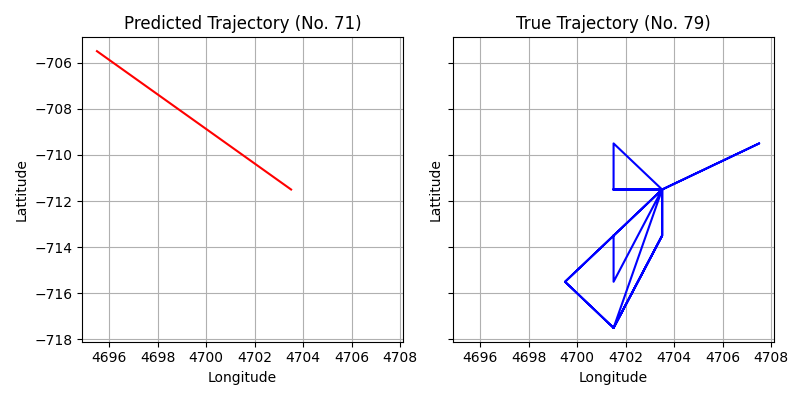 Predicted Trajectory (No. 71)
True Trajectory (No. 79)
Lattitude
−706
−708
−710
−712
−714
−716
−718
4696 4698 4700 4702 4704 4706 4708
Longitude
Lattitude
4696 4698 4700 4702 4704 4706 4708
Longitude